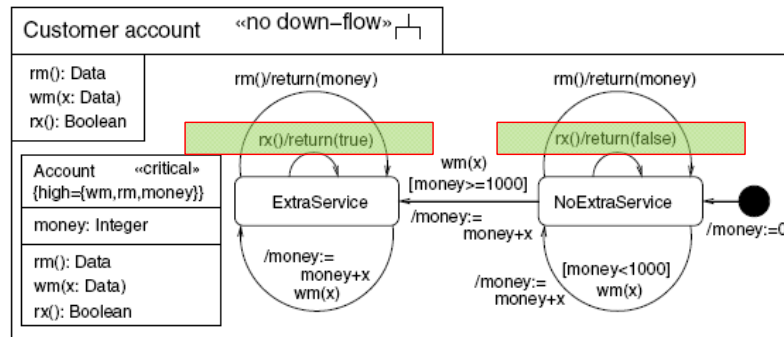 Customer account «no down−flow»
rm(): Data
wm(x: Data)
rx(): Boolean
Account «critical»
{high={wm,rm,money}}
money: Integer
rm(): Data
wm(x: Data)
rx(): Boolean
rm()/return(money)
rx()/return(true)
ExtraService
/money:=
money+x
wm(x)
wm(x)
[money>=1000]
/money:=
money+x
rm()/return(money)
rx()/return(false)
NoExtraService
/money:=0
[money<1000]
wm(x)
/money:=
money+x